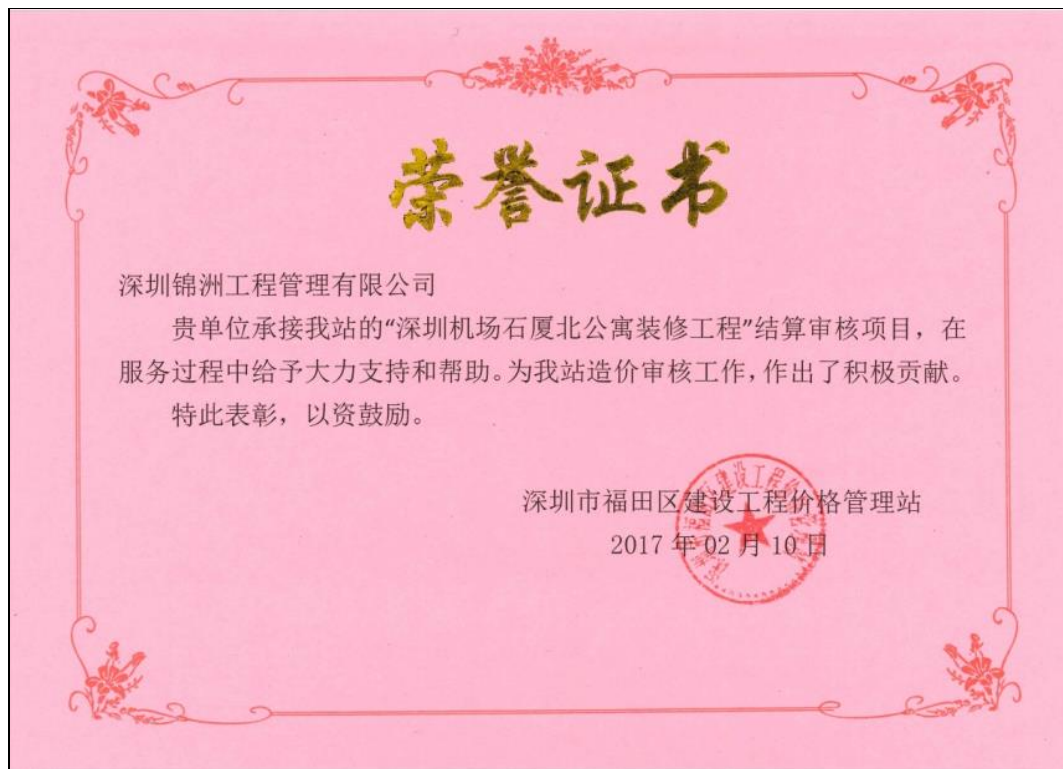 荣誉证书
深圳锦洲工程管理有限公司
贵单位承接我站的“深圳机场石厦北公寓装修工程”结算审核项目，在
服务过程中给予大力支持和帮助。为我站造价审核工作，作出了积极贡献。
特此表彰，以资鼓励。
深圳市福田区建设工程价格管理站
2017年02月10日